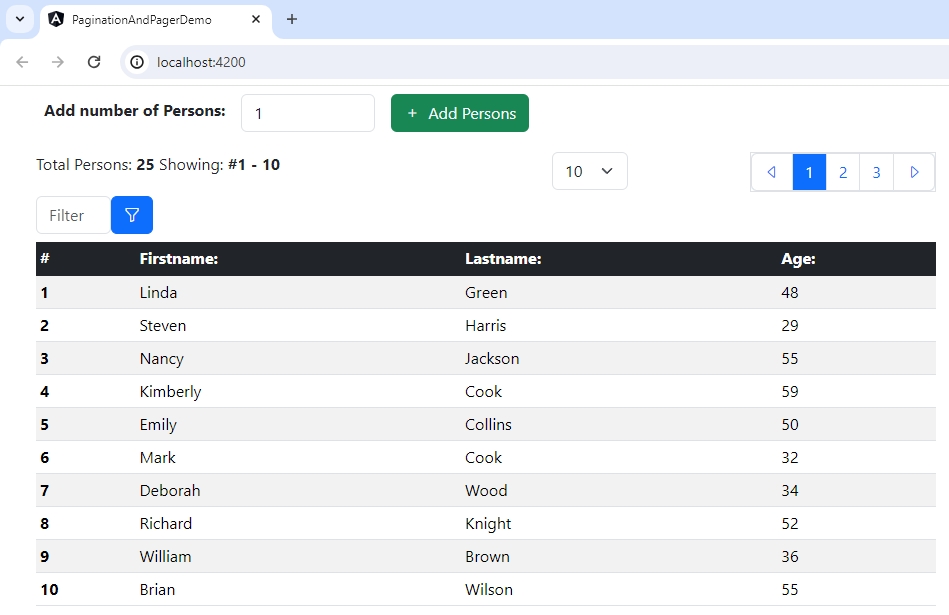 PaginationAndPagerDemo
localhost:4200
Add number of Persons: 1 + Add Persons
Total Persons: 25 Showing: #1 - 10 10 1 2 3
Filter
# Firstname: Lastname: Age:
1 Linda Green 48
2 Steven Harris 29
3 Nancy Jackson 55
4 Kimberly Cook 59
5 Emily Collins 50
6 Mark Cook 32
7 Deborah Wood 34
8 Richard Knight 52
9 William Brown 36
10 Brian Wilson 55